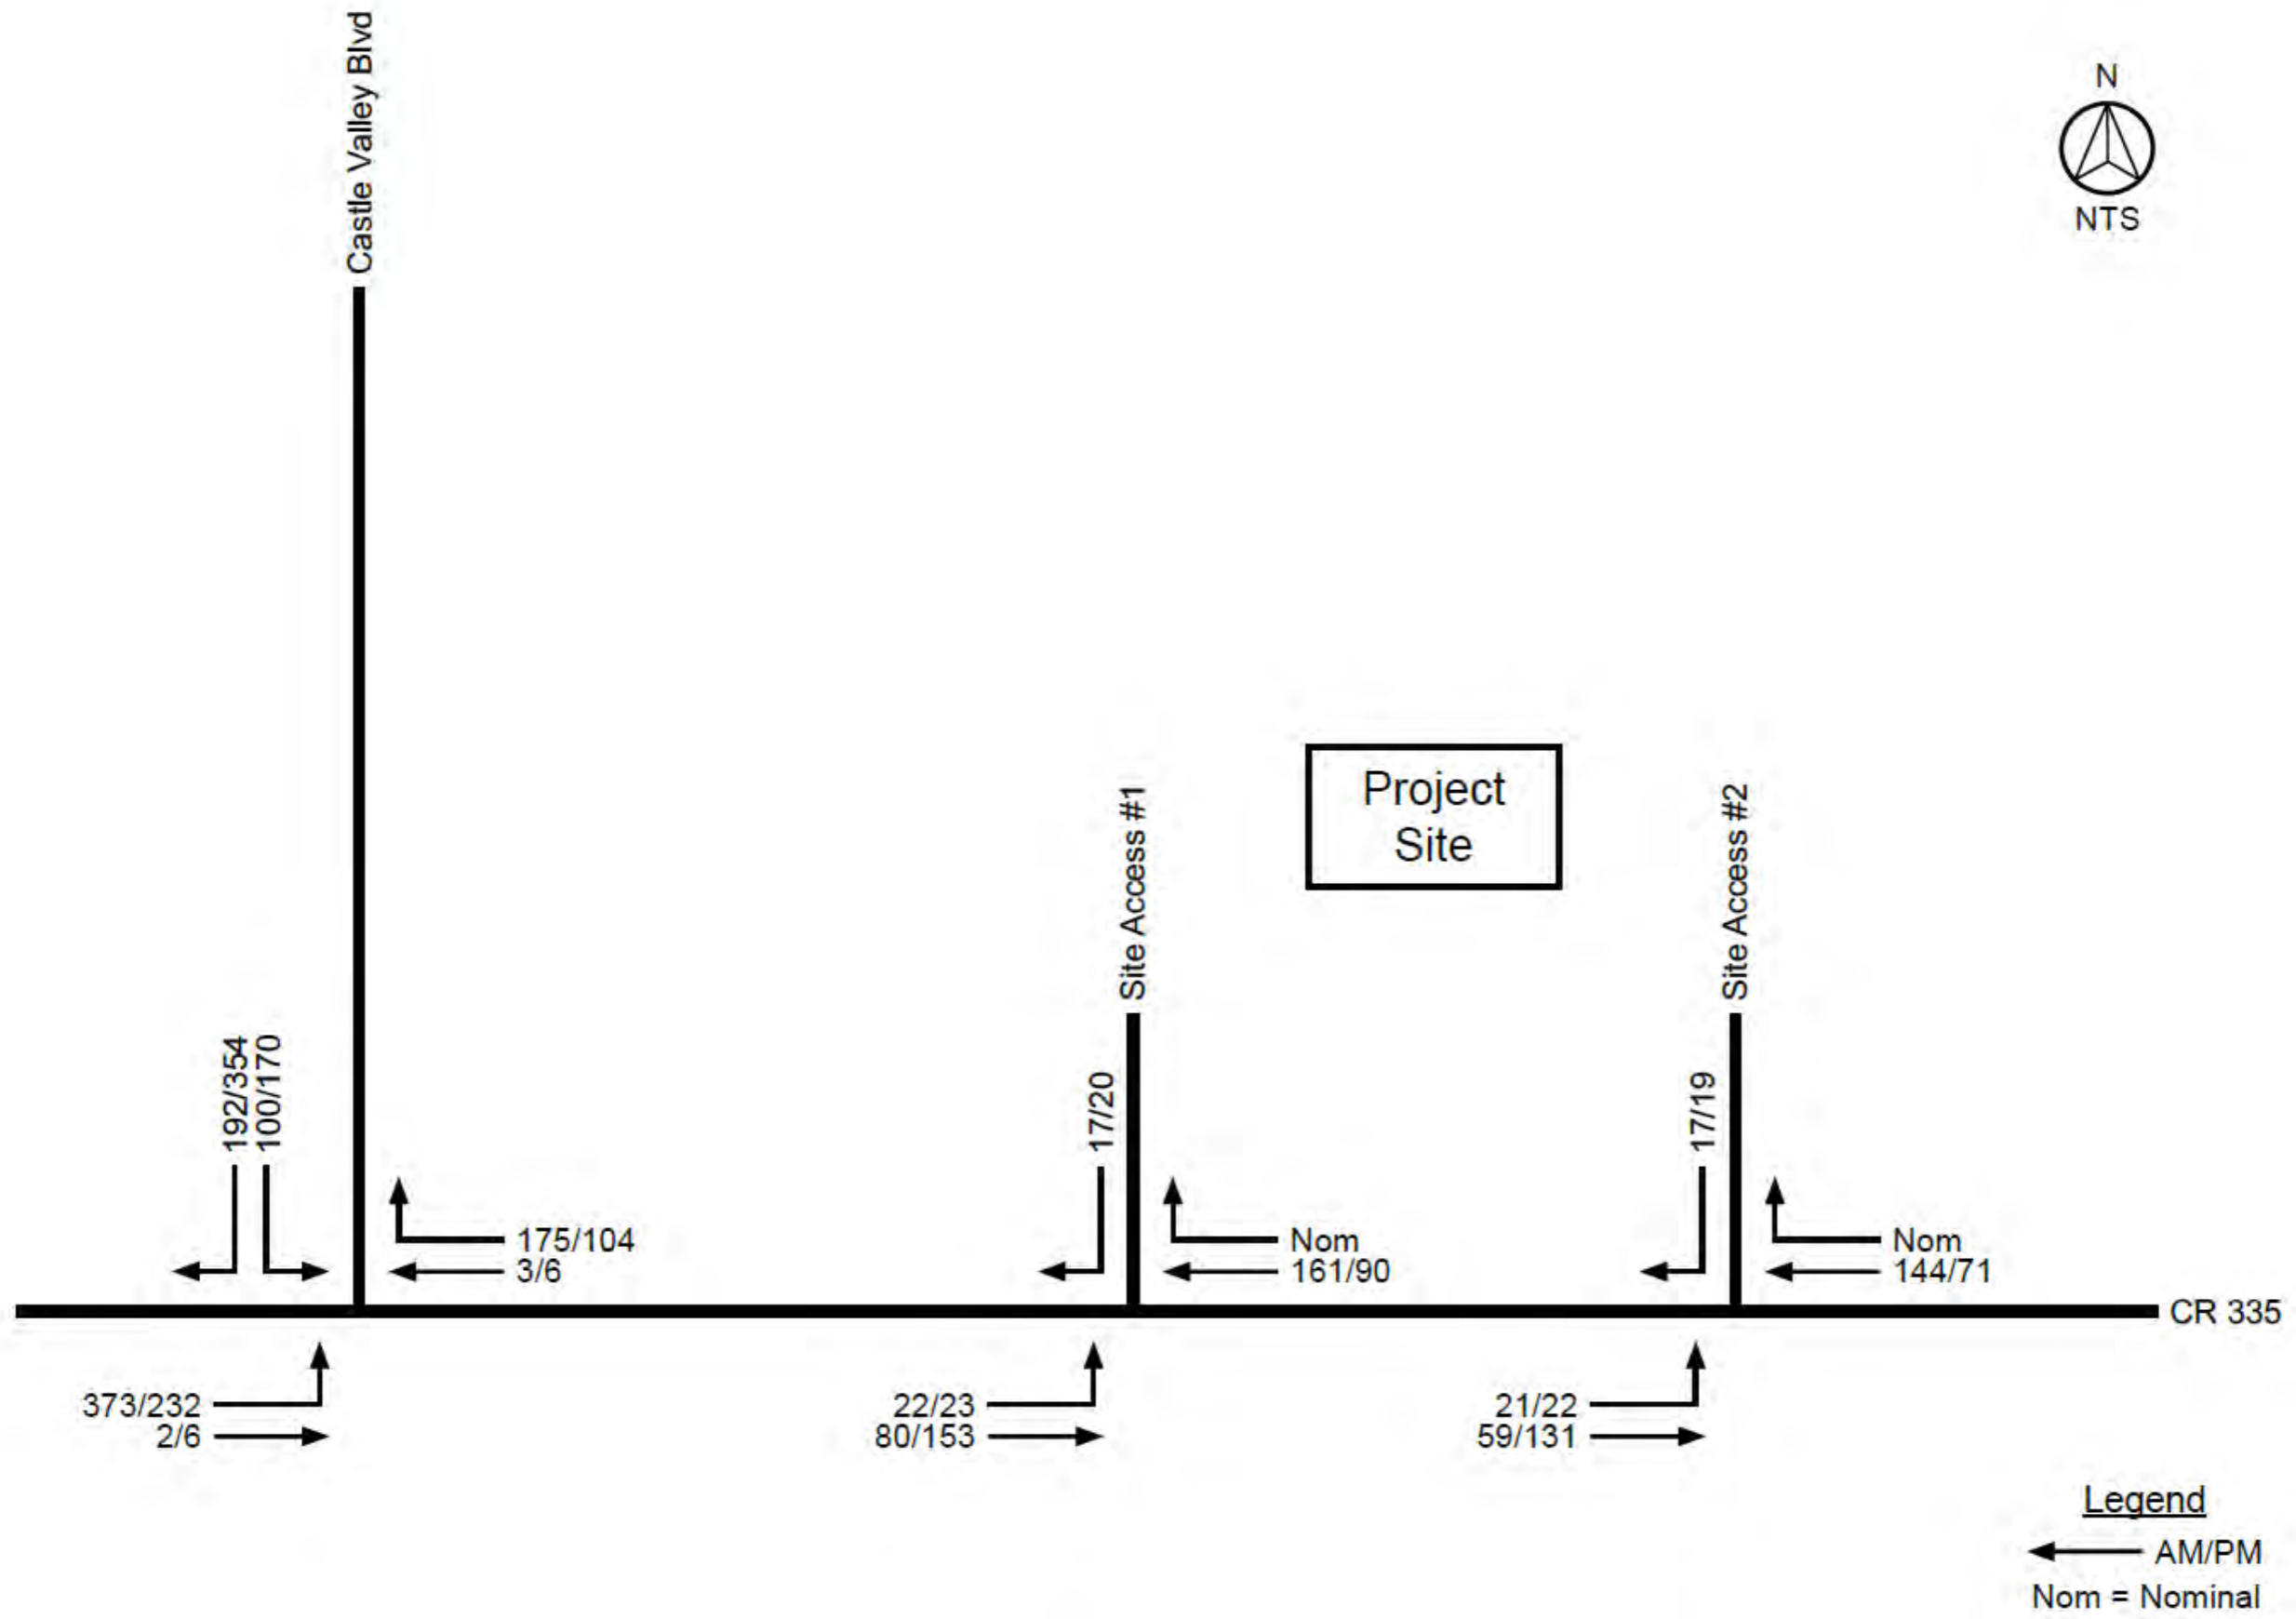 Castle Valley Blvd
N
NTS
Project
Site
Site Access #1
Site Access #2
192/354
100/170
175/104
3/6
373/232
2/6
17/20
Nom
161/90
22/23
80/153
17/19
Nom
144/71
21/22
59/131
CR 335
Legend
AM/PM
Nom = Nominal